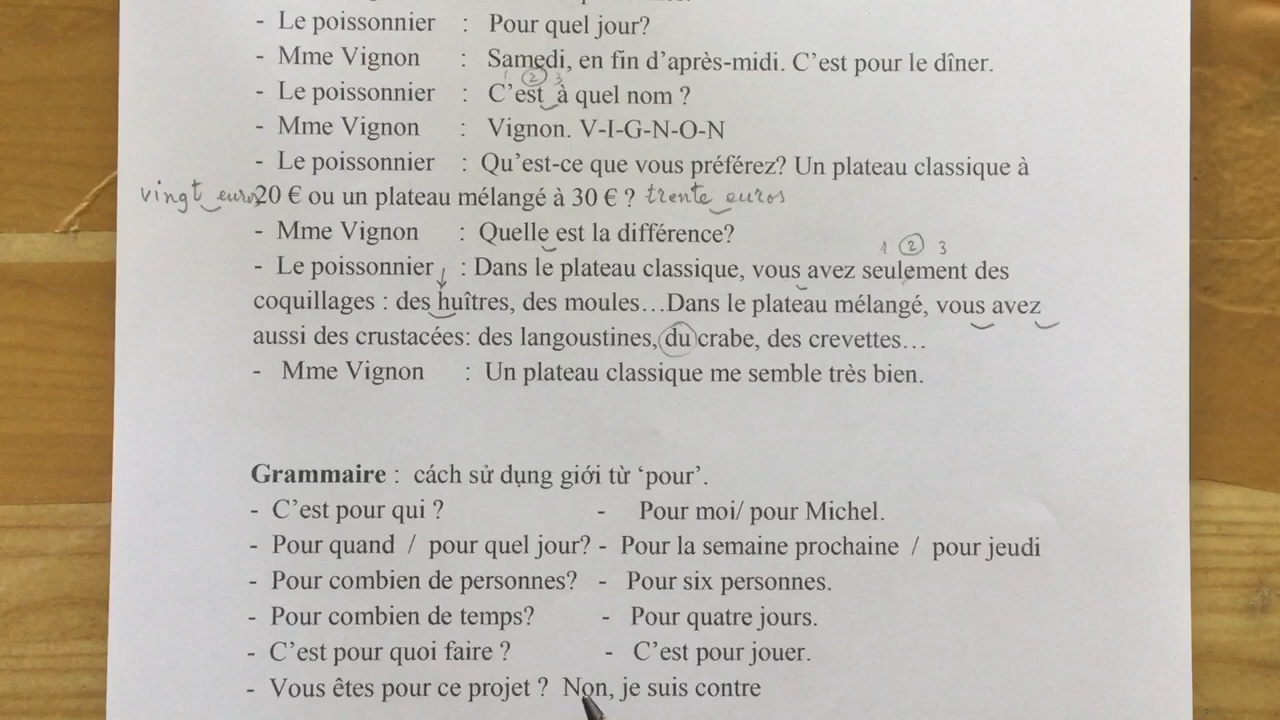 - Le poissonnier : Pour quel jour?
- Mme Vignon : Samedi, en fin d'après-midi. C'est pour le dîner.
1 2 3
- Le poissonnier : C'est à quel nom ?
- Mme Vignon : Vignon. V-I-G-N-O-N
- Le poissonnier : Qu'est-ce que vous préférez? Un plateau classique à
vingt euros 20 € ou un plateau mélangé à 30 € ? trente euros
- Mme Vignon : Quelle est la différence?
1 2 3
- Le poissonnier : Dans le plateau classique, vous avez seulement des
coquillages : des huîtres, des moules…Dans le plateau mélangé, vous avez
aussi des crustacées: des langoustines, du crabe, des crevettes…
- Mme Vignon : Un plateau classique me semble très bien.
Grammaire : cách sử dụng giới từ ‘pour’.
- C'est pour qui ? - Pour moi/ pour Michel.
- Pour quand / pour quel jour? - Pour la semaine prochaine / pour jeudi
- Pour combien de personnes? - Pour six personnes.
- Pour combien de temps? - Pour quatre jours.
- C'est pour quoi faire ? - C'est pour jouer.
- Vous êtes pour ce projet ? Non, je suis contre